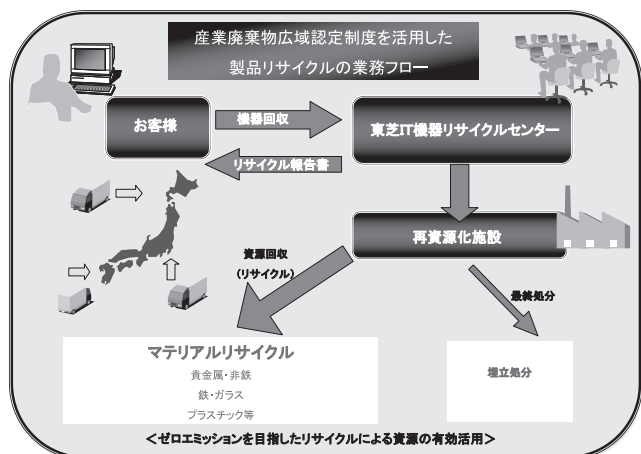 産業廃棄物広域認定制度を活用した
製品リサイクルの業務フロー
お客様
機器回収
東芝IT機器リサイクルセンター
リサイクル報告書
再資源化施設
資源回収
(リサイクル)
最終処分
マテリアルリサイクル
貴金属・非鉄
鉄・ガラス
プラスチック等
埋立処分
＜ゼロエミッションを目指したリサイクルによる資源の有効活用＞